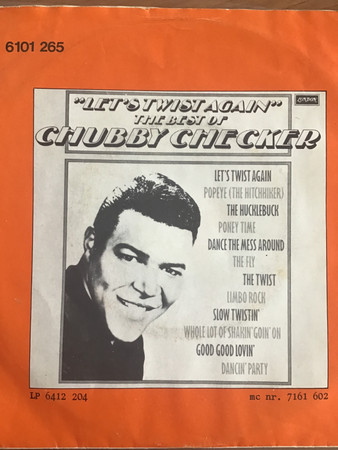 6101 265
"LET'S TWIST AGAIN"
LONDON
THE BEST OF
CHUBBY CHECKER
LET'S TWIST AGAIN
POPEYE (THE HITCHHIKER)
THE HUCKLEBUCK
PONEY TIME
DANCE THE MESS AROUND
THE FLY
THE TWIST
LIMBO ROCK
SLOW TWISTIN'
WHOLE LOT OF SHAKIN' GOIN' ON
GOOD GOOD LOVIN'
DANCIN' PARTY
LP 6412 204
mc nr. 7161 602